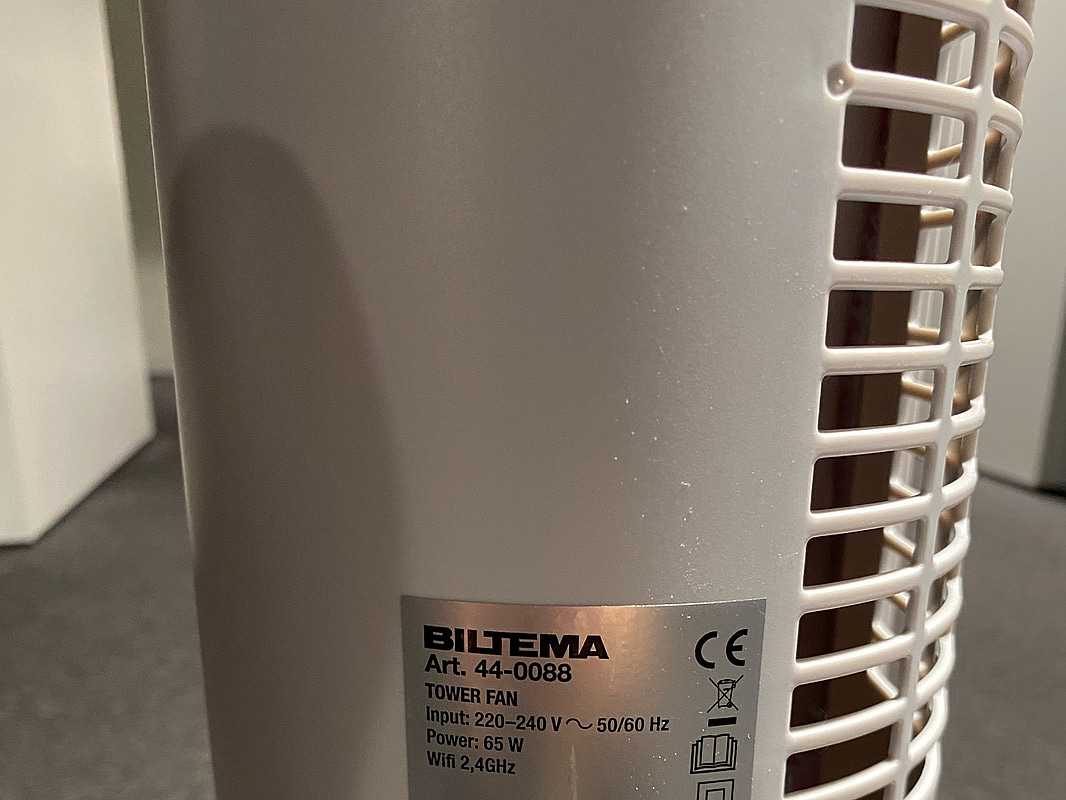 BILTEMA
Art. 44-0088
TOWER FAN
Input: 220–240 V ~ 50/60 Hz
Power: 65 W
Wifi 2,4GHz
CE